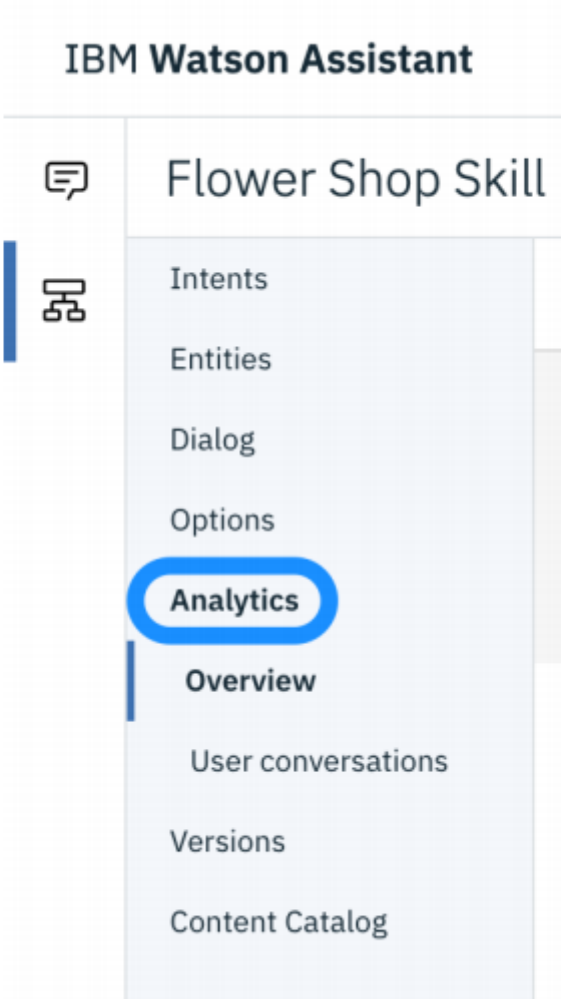 IBM Watson Assistant
Flower Shop Skill
Intents
Entities
Dialog
Options
Analytics
Overview
User conversations
Versions
Content Catalog